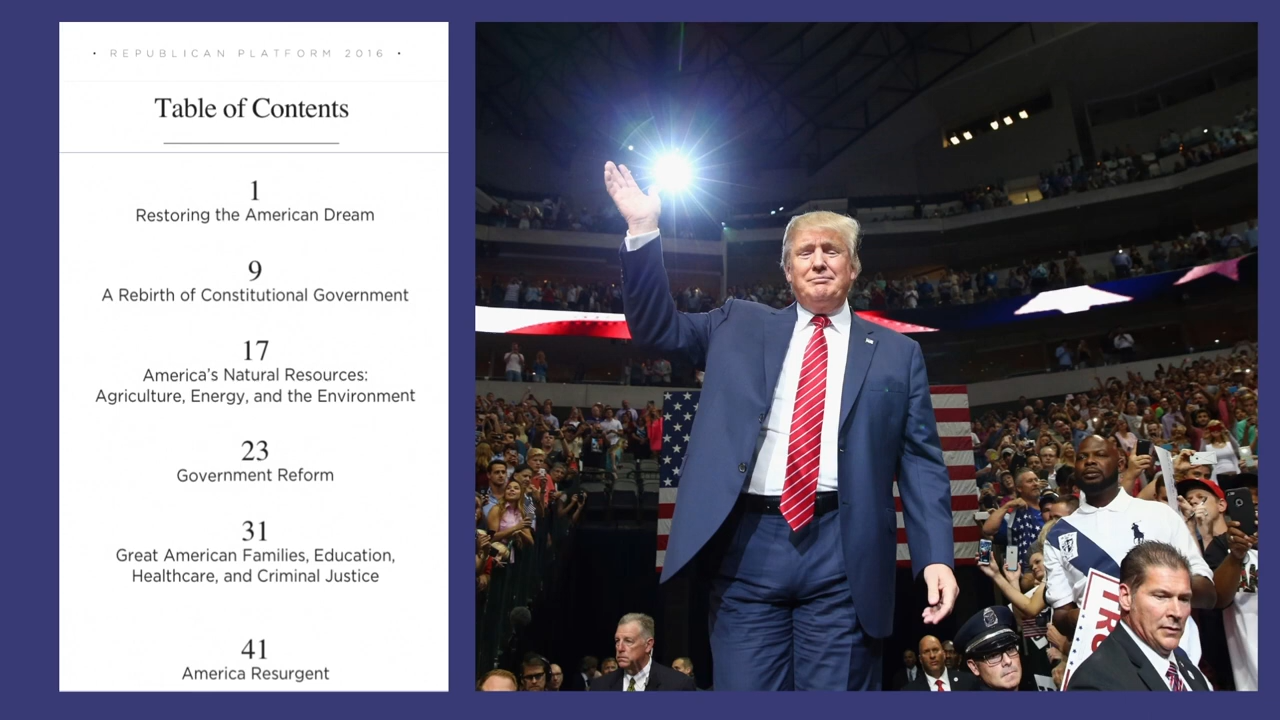 • REPUBLICAN PLATFORM 2016 •
Table of Contents
1
Restoring the American Dream
9
A Rebirth of Constitutional Government
17
America’s Natural Resources:
Agriculture, Energy, and the Environment
23
Government Reform
31
Great American Families, Education,
Healthcare, and Criminal Justice
41
America Resurgent
TRU